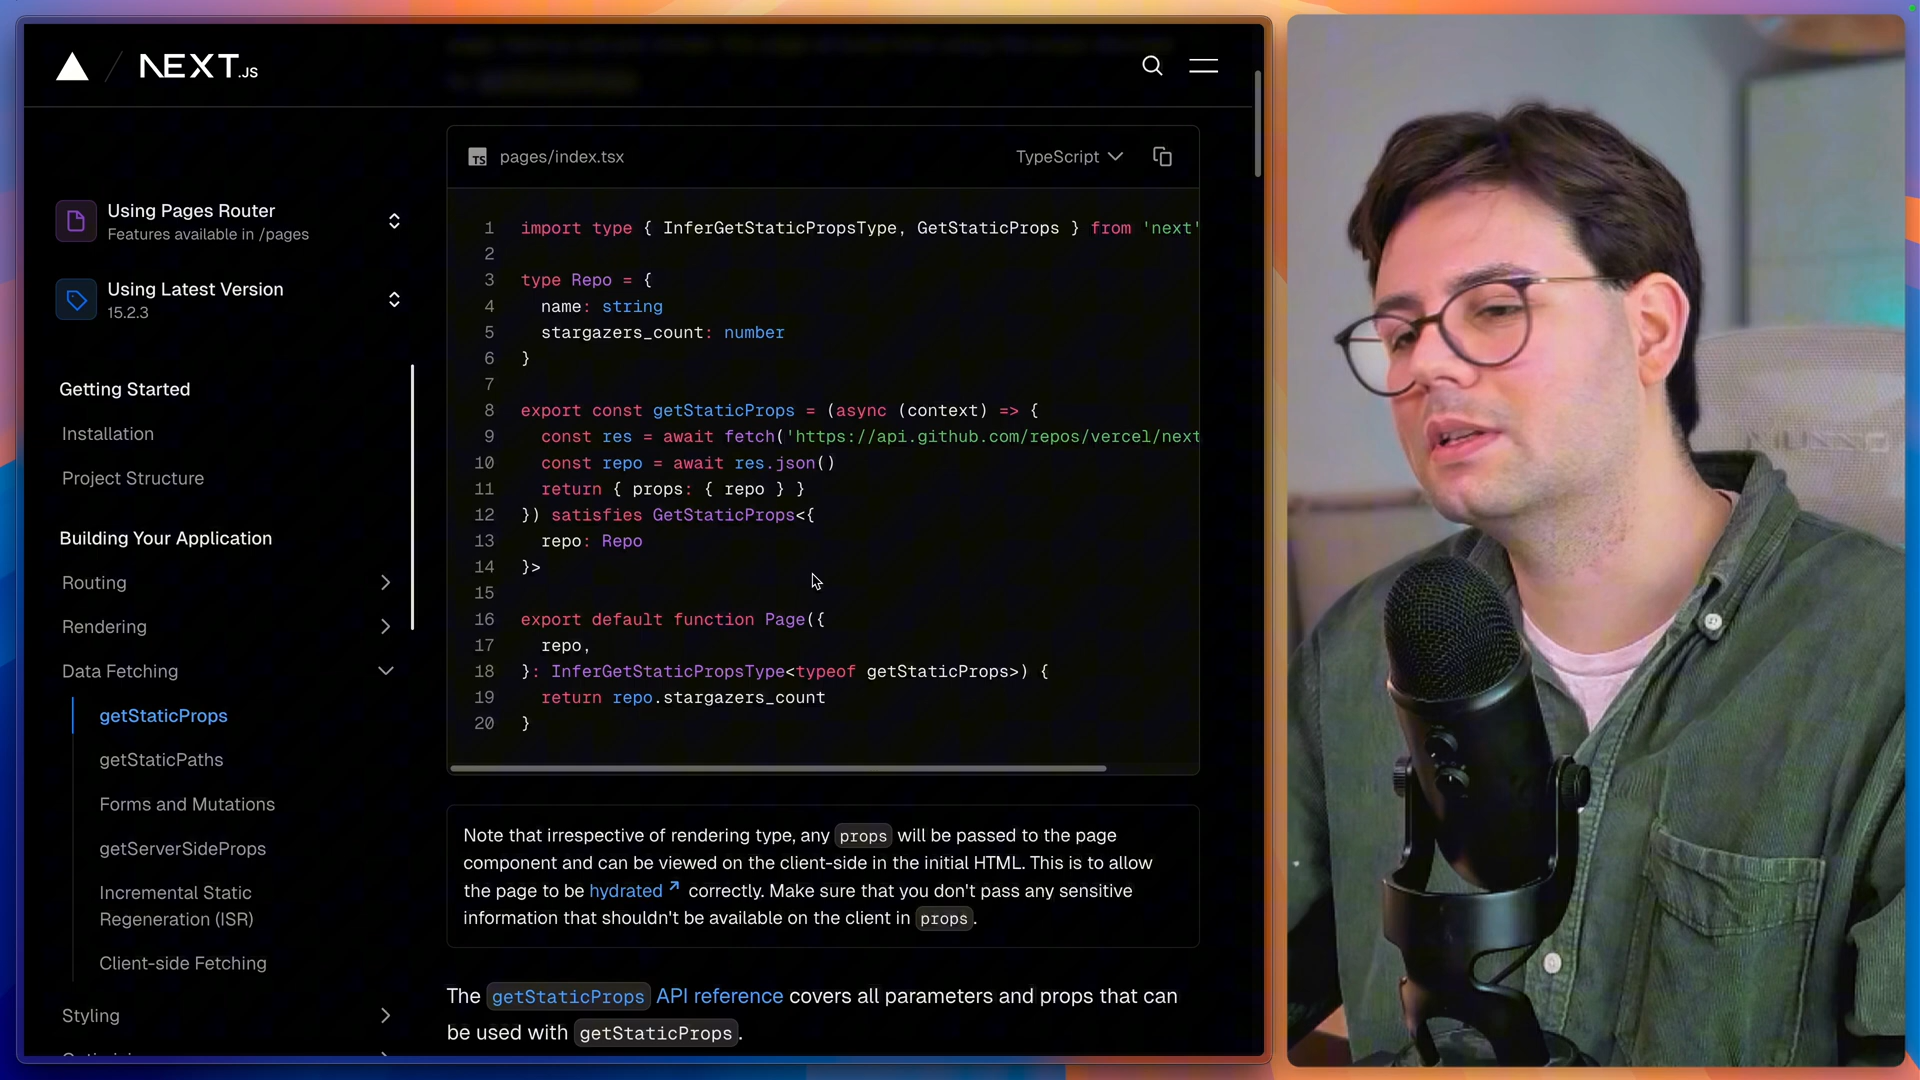 NEXT.JS
Using Pages Router
Features available in /pages
Using Latest Version
15.2.3
Getting Started
Installation
Project Structure
Building Your Application
Routing
Rendering
Data Fetching
getStaticProps
getStaticPaths
Forms and Mutations
getServerSideProps
Incremental Static
Regeneration (ISR)
Client-side Fetching
Styling
TS pages/index.tsx TypeScript
1 import type { InferGetStaticPropsType, GetStaticProps } from 'next'
2
3 type Repo = {
4   name: string
5   stargazers_count: number
6 }
7
8 export const getStaticProps = (async (context) => {
9   const res = await fetch('https://api.github.com/repos/vercel/next
10   const repo = await res.json()
11   return { props: { repo } }
12 }) satisfies GetStaticProps<{
13   repo: Repo
14 }>
15
16 export default function Page({
17   repo,
18 }: InferGetStaticPropsType<typeof getStaticProps>) {
19   return repo.stargazers_count
20 }
Note that irrespective of rendering type, any props will be passed to the page
component and can be viewed on the client-side in the initial HTML. This is to allow
the page to be hydrated ↗ correctly. Make sure that you don't pass any sensitive
information that shouldn't be available on the client in props.
The getStaticProps API reference covers all parameters and props that can
be used with getStaticProps.